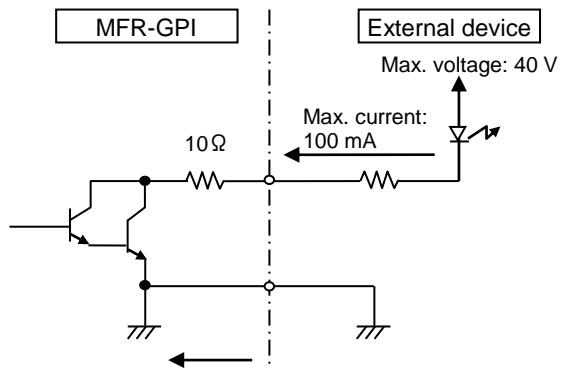 MFR-GPI
External device
Max. voltage: 40 V
Max. current:
100 mA
10Ω